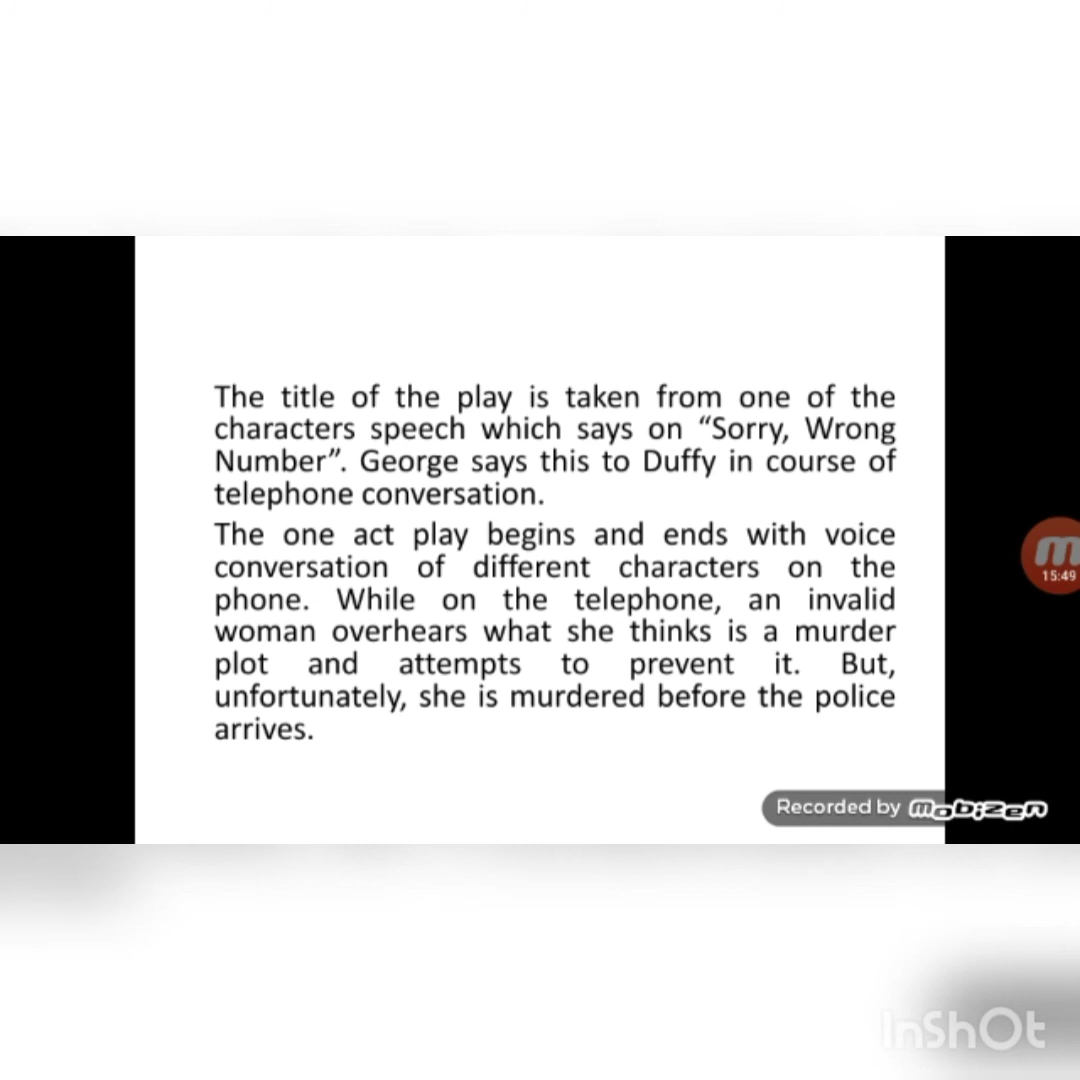 The title of the play is taken from one of the
characters speech which says on “Sorry, Wrong
Number”. George says this to Duffy in course of
telephone conversation.
The one act play begins and ends with voice
conversation of different characters on the
phone. While on the telephone, an invalid
woman overhears what she thinks is a murder
plot and attempts to prevent it. But,
unfortunately, she is murdered before the police
arrives.
m
15:49
Recorded by mobizen
InShOt